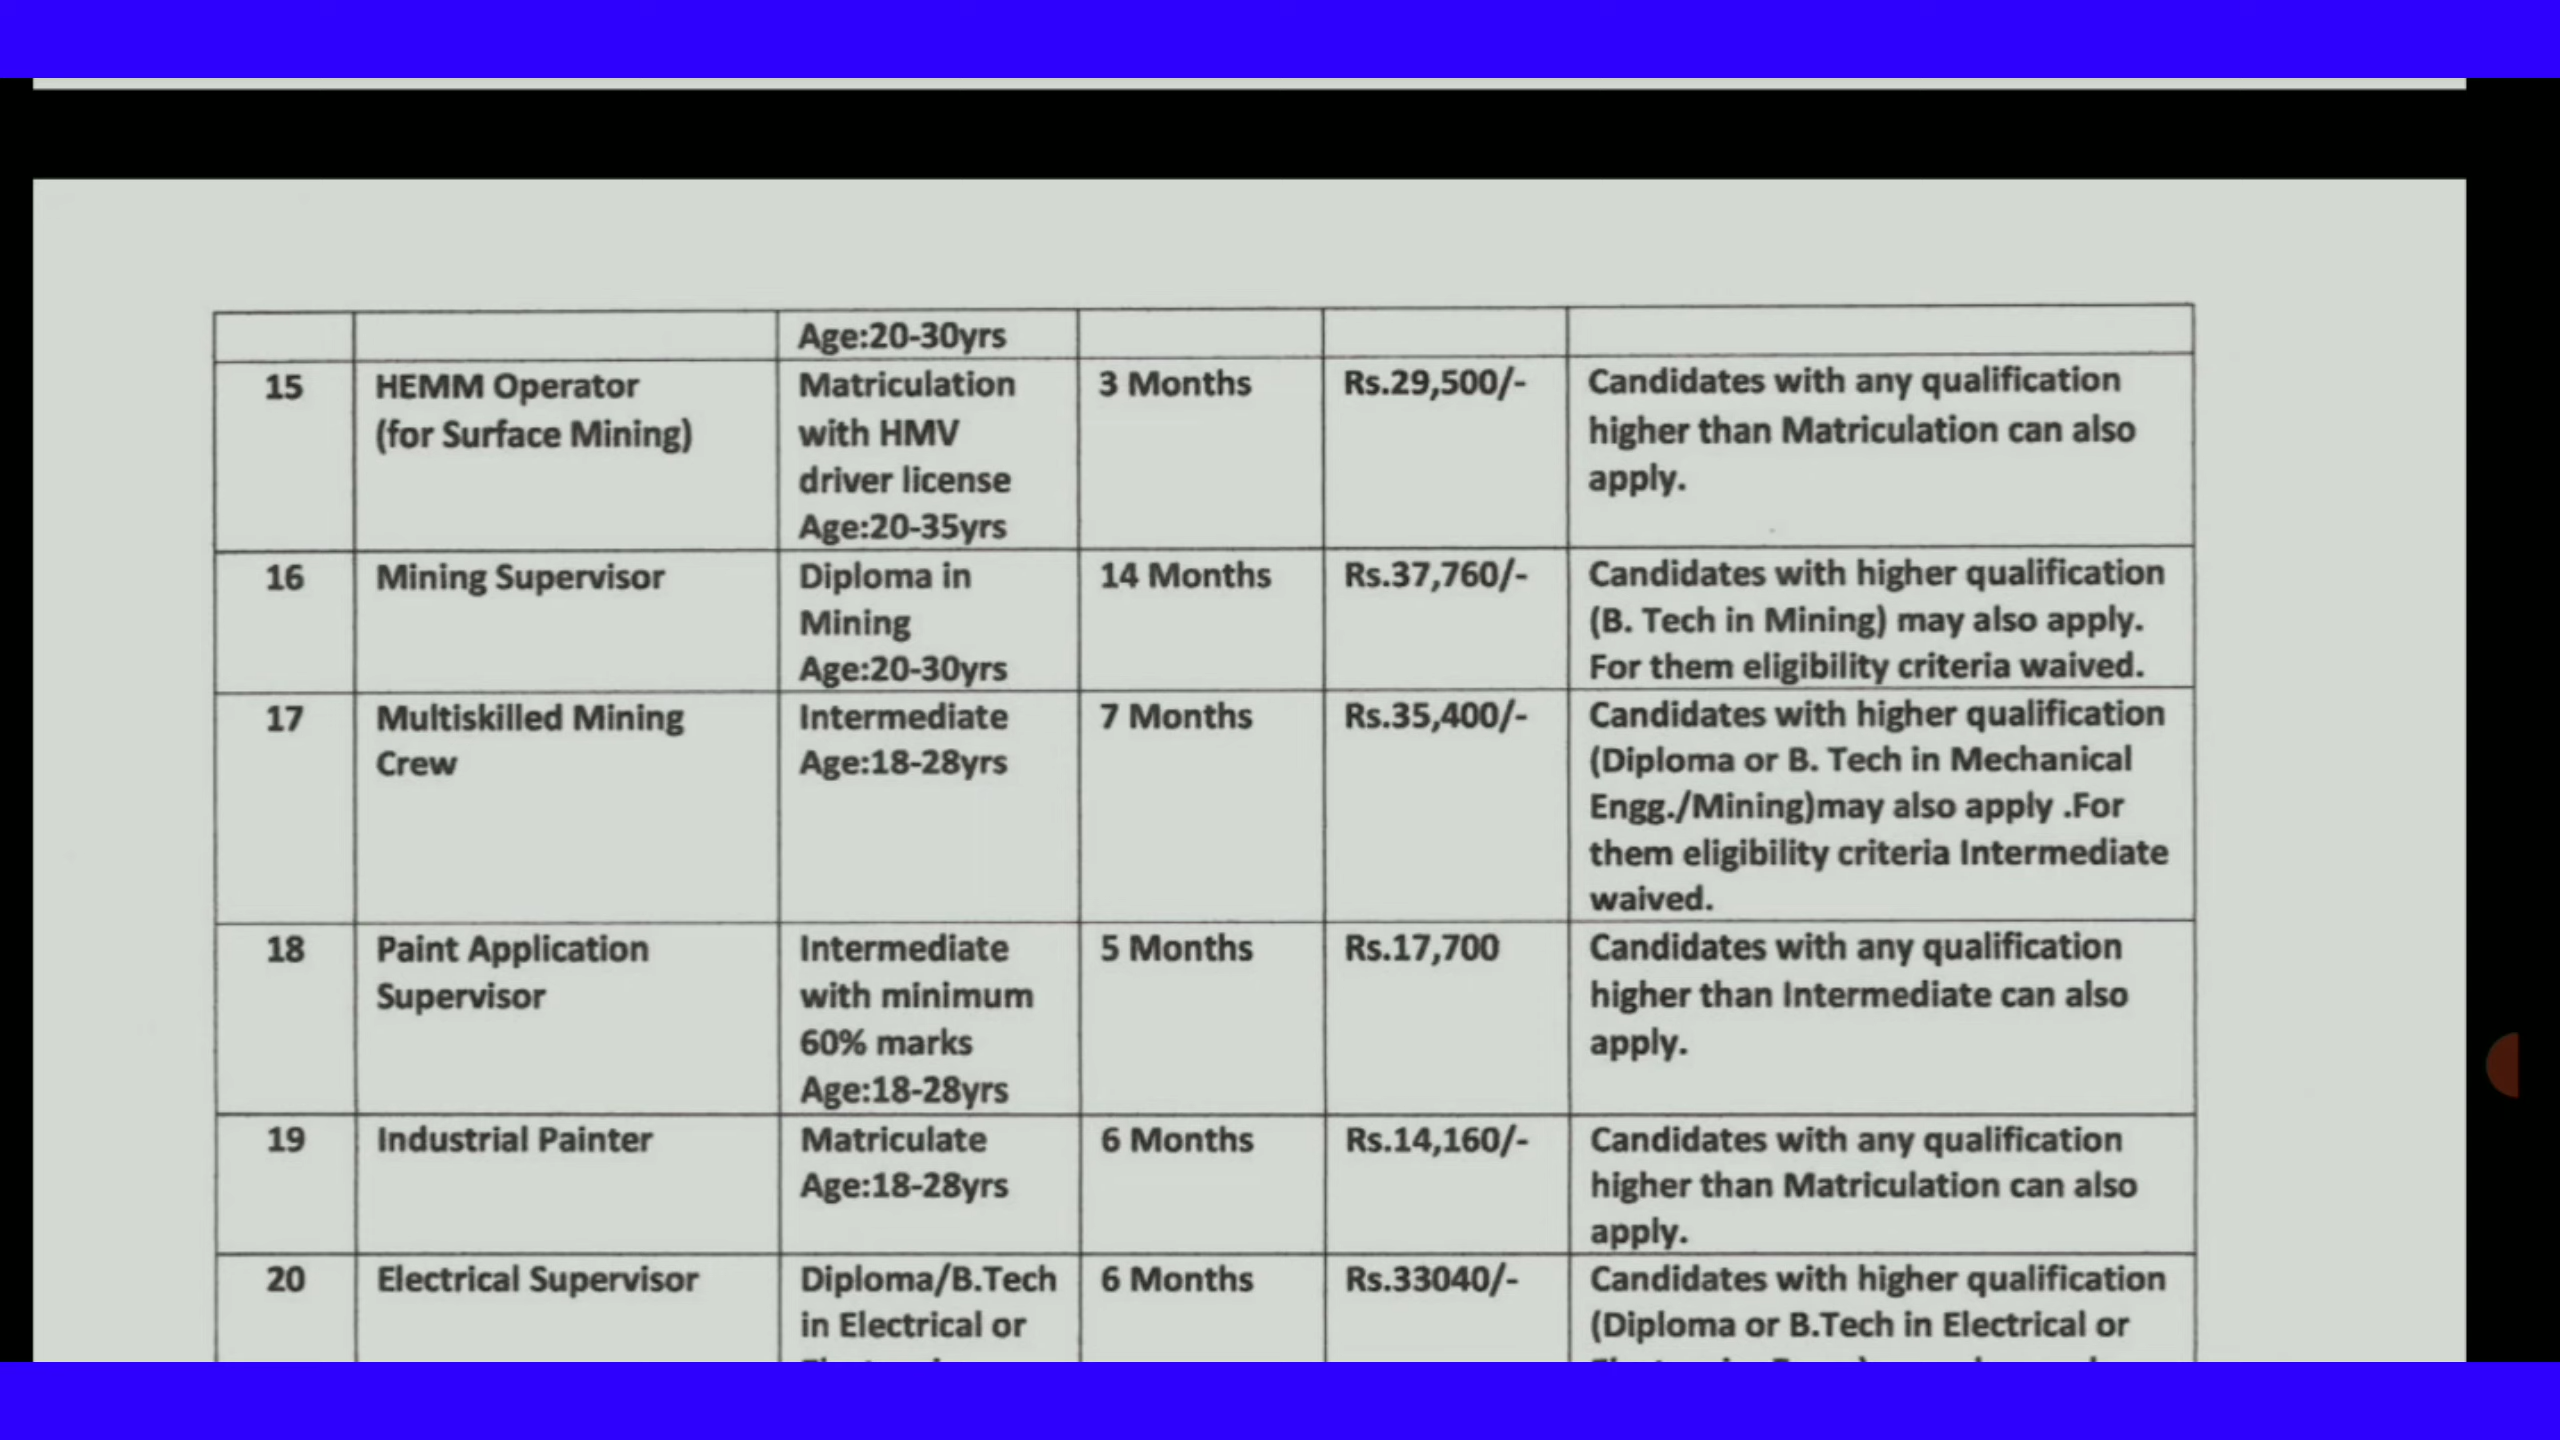 Age:20-30yrs
15 HEMM Operator Matriculation 3 Months Rs.29,500/- Candidates with any qualification
(for Surface Mining) with HMV higher than Matriculation can also
driver license apply.
Age:20-35yrs
16 Mining Supervisor Diploma in 14 Months Rs.37,760/- Candidates with higher qualification
Mining (B. Tech in Mining) may also apply.
Age:20-30yrs For them eligibility criteria waived.
17 Multiskilled Mining Intermediate 7 Months Rs.35,400/- Candidates with higher qualification
Crew Age:18-28yrs (Diploma or B. Tech in Mechanical
Engg./Mining)may also apply .For
them eligibility criteria Intermediate
waived.
18 Paint Application Intermediate 5 Months Rs.17,700 Candidates with any qualification
Supervisor with minimum higher than Intermediate can also
60% marks apply.
Age:18-28yrs
19 Industrial Painter Matriculate 6 Months Rs.14,160/- Candidates with any qualification
Age:18-28yrs higher than Matriculation can also
apply.
20 Electrical Supervisor Diploma/B.Tech 6 Months Rs.33040/- Candidates with higher qualification
in Electrical or (Diploma or B.Tech in Electrical or